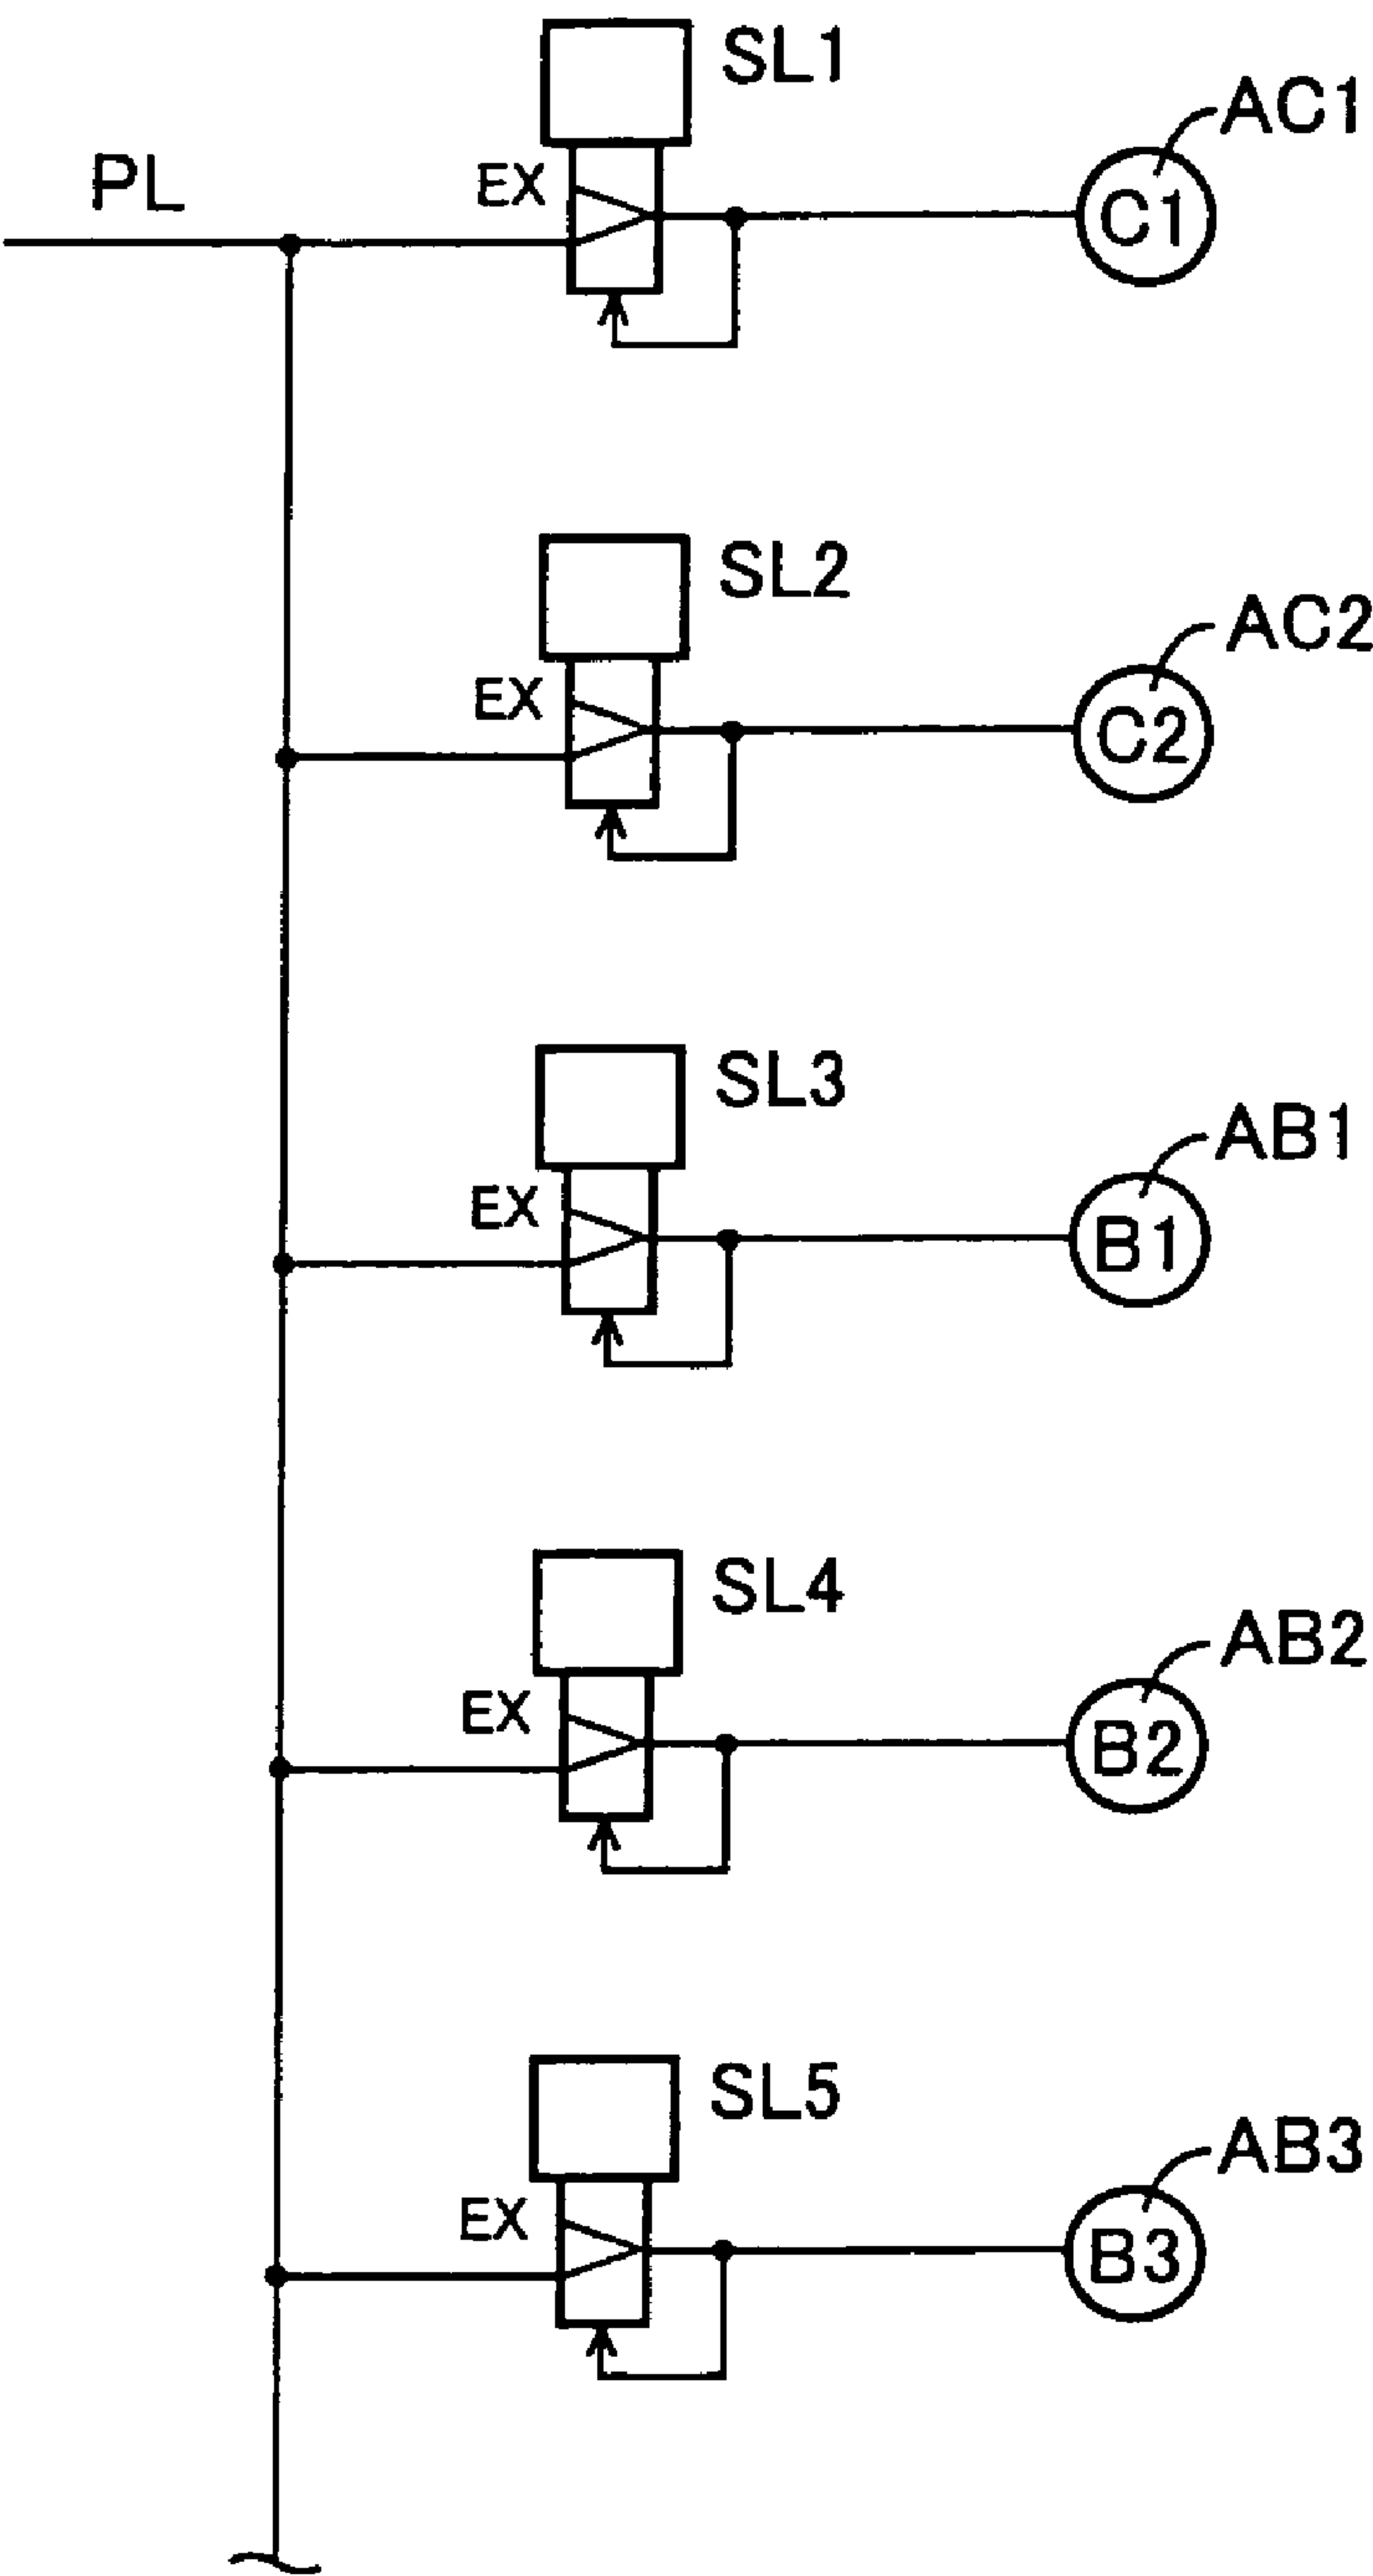 SL1
AC1
PL
EX
C1
SL2
AC2
EX
C2
SL3
AB1
EX
B1
SL4
AB2
EX
B2
SL5
AB3
EX
B3